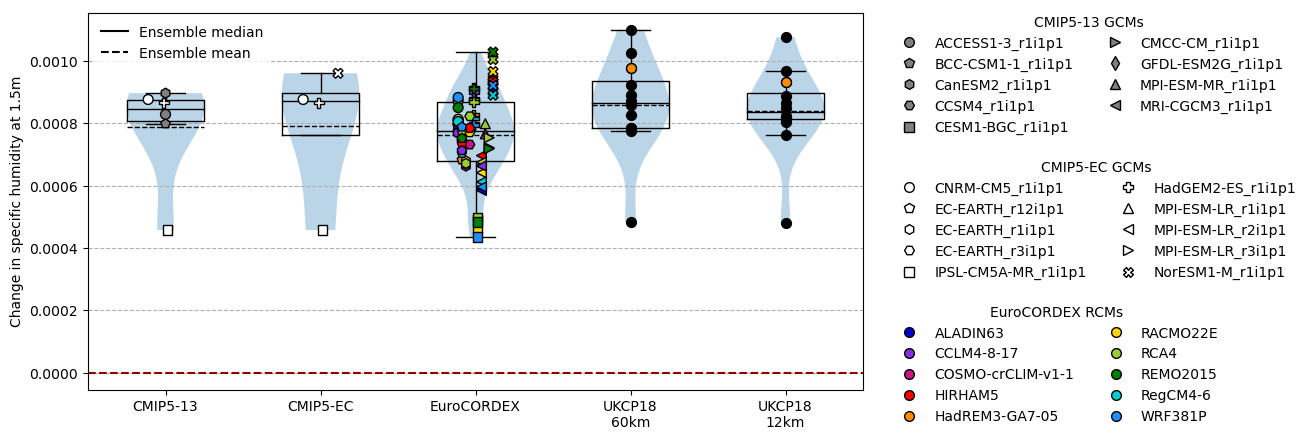 Ensemble median
Ensemble mean
Change in specific humidity at 1.5m
0.0010
0.0008
0.0006
0.0004
0.0002
0.0000
CMIP5-13
CMIP5-EC
EuroCORDEX
UKCP18
60km
UKCP18
12km
CMIP5-13 GCMs
ACCESS1-3_r1i1p1
BCC-CSM1-1_r1i1p1
CanESM2_r1i1p1
CCSM4_r1i1p1
CESM1-BGC_r1i1p1
CMCC-CM_r1i1p1
GFDL-ESM2G_r1i1p1
MPI-ESM-MR_r1i1p1
MRI-CGCM3_r1i1p1
CMIP5-EC GCMs
CNRM-CM5_r1i1p1
EC-EARTH_r12i1p1
EC-EARTH_r1i1p1
EC-EARTH_r3i1p1
IPSL-CM5A-MR_r1i1p1
HadGEM2-ES_r1i1p1
MPI-ESM-LR_r1i1p1
MPI-ESM-LR_r2i1p1
MPI-ESM-LR_r3i1p1
NorESM1-M_r1i1p1
EuroCORDEX RCMs
ALADIN63
CCLM4-8-17
COSMO-crCLIM-v1-1
HIRHAM5
HadREM3-GA7-05
RACMO22E
RCA4
REMO2015
RegCM4-6
WRF381P